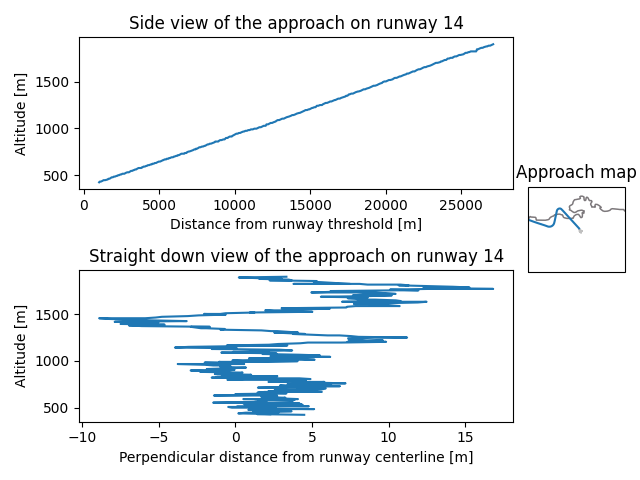 Side view of the approach on runway 14
Altitude [m]
1500
1000
500
0
5000
10000
15000
20000
25000
Distance from runway threshold [m]
Approach map
Straight down view of the approach on runway 14
Altitude [m]
1500
1000
500
−10
−5
0
5
10
15
Perpendicular distance from runway centerline [m]